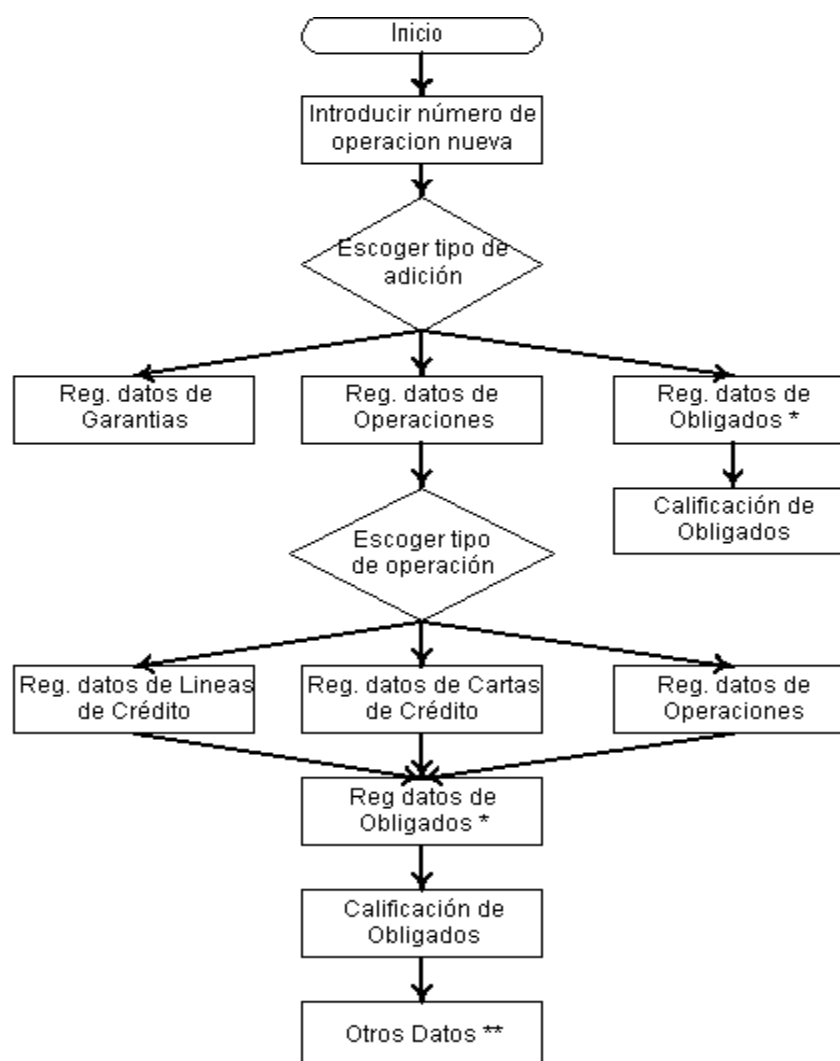 Inicio
Introducir número de
operacion nueva
Escoger tipo de
adición
Reg. datos de
Garantias
Reg. datos de
Operaciones
Reg. datos de
Obligados *
Calificación de
Obligados
Escoger tipo
de operación
Reg. datos de Lineas
de Crédito
Reg. datos de Cartas
de Crédito
Reg. datos de
Operaciones
Reg datos de
Obligados *
Calificación de
Obligados
Otros Datos **